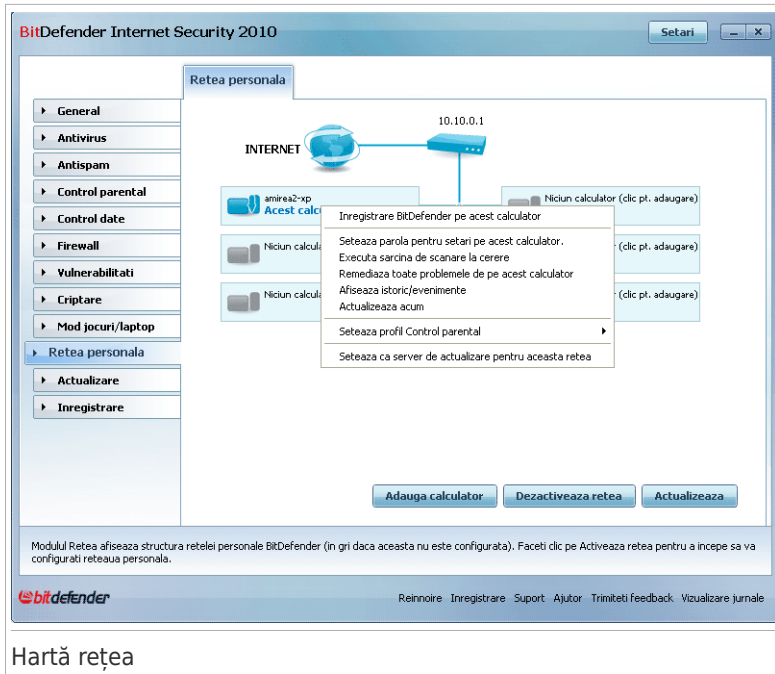 BitDefender Internet Security 2010
Setari
Retea personala
General
Antivirus
Antispam
Control parental
Control date
Firewall
Vulnerabilitati
Criptare
Mod jocuri/laptop
Retea personala
Actualizare
Inregistrare
10.10.0.1
INTERNET
amirea2-xp
Acest calc
Niciun calculator (clic pt. adaugare)
Niciun calcula
(clic pt. adaugare)
Niciun calcula
(clic pt. adaugare)
Inregistrare BitDefender pe acest calculator
Seteaza parola pentru setari pe acest calculator.
Executa sarcina de scanare la cerere
Remediaza toate problemele de pe acest calculator
Afiseaza istoric/evenimente
Actualizeaza acum
Seteaza profil Control parental
Seteaza ca server de actualizare pentru aceasta retea
Adauga calculator
Dezactiveaza retea
Actualizeaza
Modulul Retea afiseaza structura retelei personale BitDefender (in gri daca aceasta nu este configurata). Faceti clic pe Activeaza retea pentru a incepe sa va
configurati reteaua personala.
bitdefender
Reinnoire Inregistrare Suport Ajutor Trimiteti feedback Vizualizare jurnale
Hartă rețea